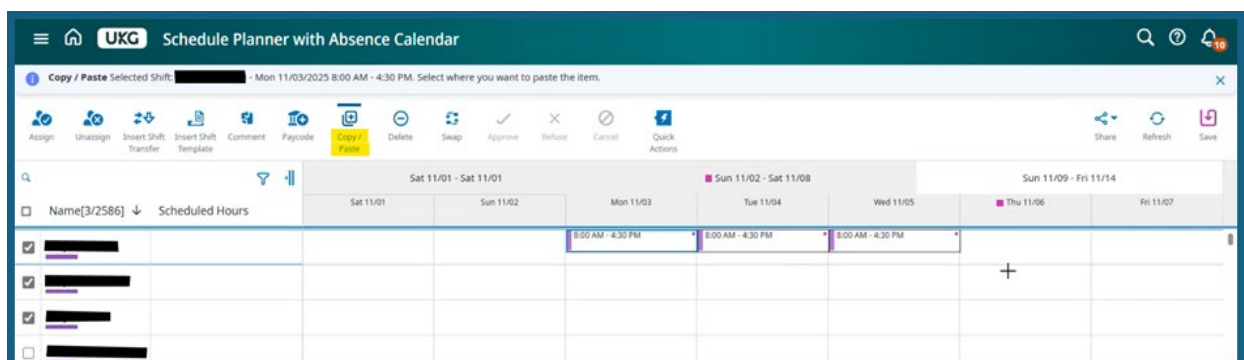 UKG Schedule Planner with Absence Calendar 10
Copy / Paste Selected Shift: - Mon 11/03/2025 8:00 AM - 4:30 PM. Select where you want to paste the item.
Assign Unassign Insert Shift Transfer Insert Shift Template Comment Paycode Copy / Paste Delete Swap Approve Refuse Cancel Quick Actions Share Refresh Save
Sat 11/01 - Sat 11/01 Sun 11/02 - Sat 11/08 Sun 11/09 - Fri 11/14
Name[3/2586] Scheduled Hours Sat 11/01 Sun 11/02 Mon 11/03 Tue 11/04 Wed 11/05 Thu 11/06 Fri 11/07
8:00 AM - 4:30 PM * 8:00 AM - 4:30 PM * 8:00 AM - 4:30 PM *